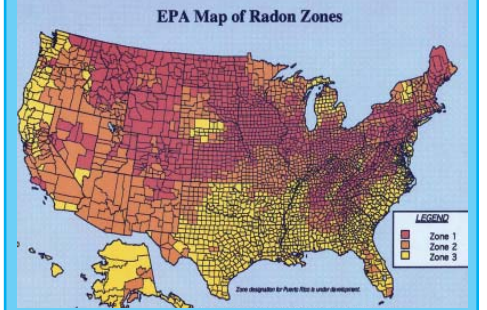 EPA Map of Radon Zones
LEGEND
Zone 1
Zone 2
Zone 3
Zone designation for Puerto Rico is under development.